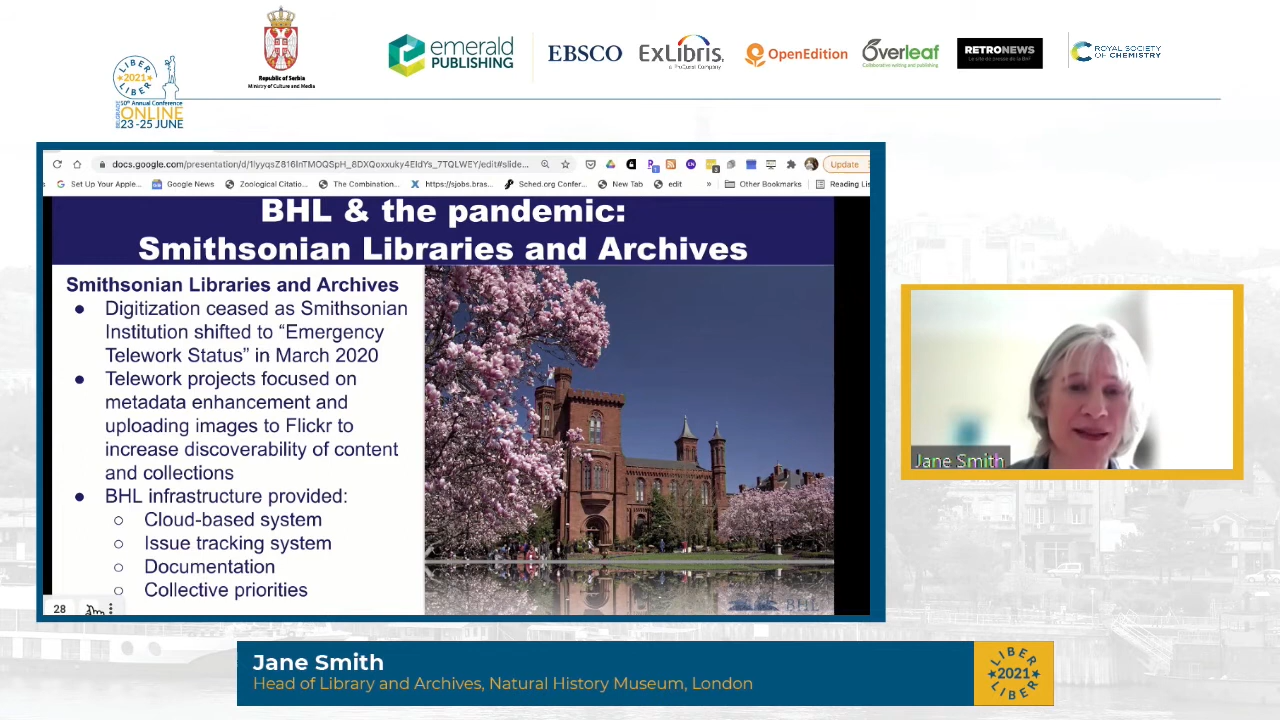 LIBER
2021
LIBER
BELGRADE
50th Annual Conference
ONLINE
23 -25 JUNE
Republic of Serbia
Ministry of Culture and Media
emerald
PUBLISHING
EBSCO
ExLibris
a ProQuest Company
OpenEdition
Overleaf
Collaborative writing and publishing
RETRONEWS
Le site de presse de la BnF
ROYAL SOCIETY
OF CHEMISTRY
Update
Set Up Your Apple...
Google News
Zoological Citatio...
The Combination...
https://sjobs.bras...
Sched.org Confer...
New Tab
edit
»
Other Bookmarks
Reading Lis
BHL & the pandemic:
Smithsonian Libraries and Archives
Smithsonian Libraries and Archives
● Digitization ceased as Smithsonian
Institution shifted to “Emergency
Telework Status” in March 2020
● Telework projects focused on
metadata enhancement and
uploading images to Flickr to
increase discoverability of content
and collections
● BHL infrastructure provided:
○ Cloud-based system
○ Issue tracking system
○ Documentation
○ Collective priorities
28
BHL
Jane Smith
Jane Smith
Head of Library and Archives, Natural History Museum, London
LIBER
2021
LIBER